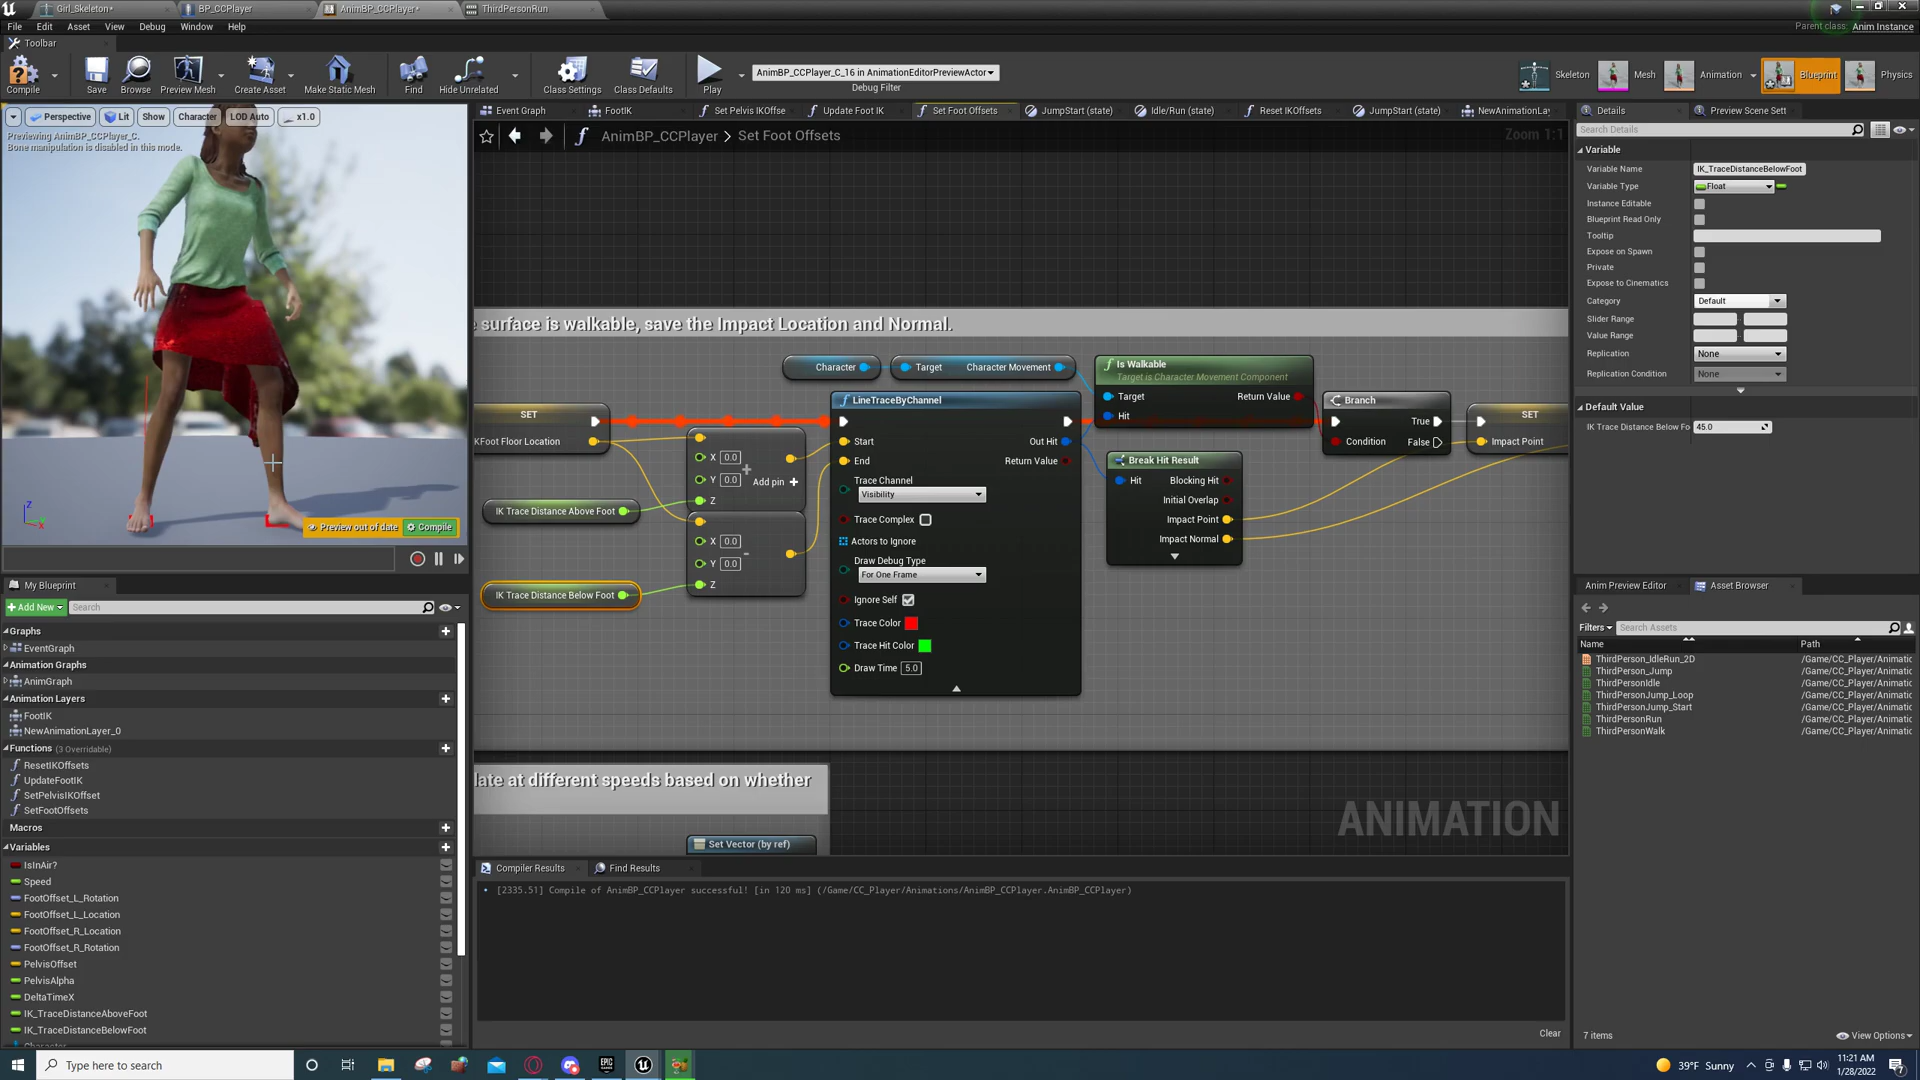 Girl_Skeleton*
BP_CCPlayer
AnimBP_CCPlayer*
ThirdPersonRun
File Edit Asset View Debug Window Help
Parent class: Anim Instance
Toolbar
Compile Save Browse Preview Mesh Create Asset Make Static Mesh Find Hide Unrelated Class Settings Class Defaults Play
AnimBP_CCPlayer_C_16 in AnimationEditorPreviewActor
Debug Filter
Skeleton Mesh Animation Blueprint Physics
Perspective Lit Show Character LOD Auto x1.0
Previewing AnimBP_CCPlayer_C.
Bone manipulation is disabled in this mode.
Z
Preview out of date Compile
Event Graph FootIK Set Pelvis IKOffse Update Foot IK Set Foot Offsets JumpStart (state) Idle/Run (state) Reset IKOffsets JumpStart (state) NewAnimationLay
AnimBP_CCPlayer > Set Foot Offsets
Zoom 1:1
surface is walkable, save the Impact Location and Normal.
Character
Target Character Movement
Is Walkable
Target is Character Movement Component
Target Return Value
Hit
SET
KFoot Floor Location
X 0.0
Y 0.0
Z
Add pin +
IK Trace Distance Above Foot
X 0.0
Y 0.0
Z
IK Trace Distance Below Foot
LineTraceByChannel
Start Out Hit
End Return Value
Trace Channel
Visibility
Trace Complex
Actors to Ignore
Draw Debug Type
For One Frame
Ignore Self
Trace Color
Trace Hit Color
Draw Time 5.0
Break Hit Result
Hit Blocking Hit
Initial Overlap
Impact Point
Impact Normal
Branch
True
Condition False
SET
Impact Point
late at different speeds based on whether
Set Vector (by ref)
ANIMATION
Compiler Results Find Results
[2335.51] Compile of AnimBP_CCPlayer successful! [in 120 ms] (/Game/CC_Player/Animations/AnimBP_CCPlayer.AnimBP_CCPlayer)
Clear
My Blueprint
Add New Search
Graphs
EventGraph
Animation Graphs
AnimGraph
Animation Layers
FootIK
NewAnimationLayer_0
Functions (3 Overridable)
ResetIKOffsets
UpdateFootIK
SetPelvisIKOffset
SetFootOffsets
Macros
Variables
IsInAir?
Speed
FootOffset_L_Rotation
FootOffset_L_Location
FootOffset_R_Location
FootOffset_R_Rotation
PelvisOffset
PelvisAlpha
DeltaTimeX
IK_TraceDistanceAboveFoot
IK_TraceDistanceBelowFoot
Details Preview Scene Sett
Search Details
Variable
Variable Name IK_TraceDistanceBelowFoot
Variable Type Float
Instance Editable
Blueprint Read Only
Tooltip
Expose on Spawn
Private
Expose to Cinematics
Category Default
Slider Range
Value Range
Replication None
Replication Condition None
Default Value
IK Trace Distance Below Fo 45.0
Anim Preview Editor Asset Browser
Filters Search Assets
Name Path
ThirdPerson_IdleRun_2D /Game/CC_Player/Animatic
ThirdPerson_Jump /Game/CC_Player/Animatic
ThirdPersonIdle /Game/CC_Player/Animatic
ThirdPersonJump_Loop /Game/CC_Player/Animatic
ThirdPersonJump_Start /Game/CC_Player/Animatic
ThirdPersonRun /Game/CC_Player/Animatic
ThirdPersonWalk /Game/CC_Player/Animatic
7 items View Options
Type here to search
EPIC
39°F Sunny
11:21 AM
1/28/2022
7